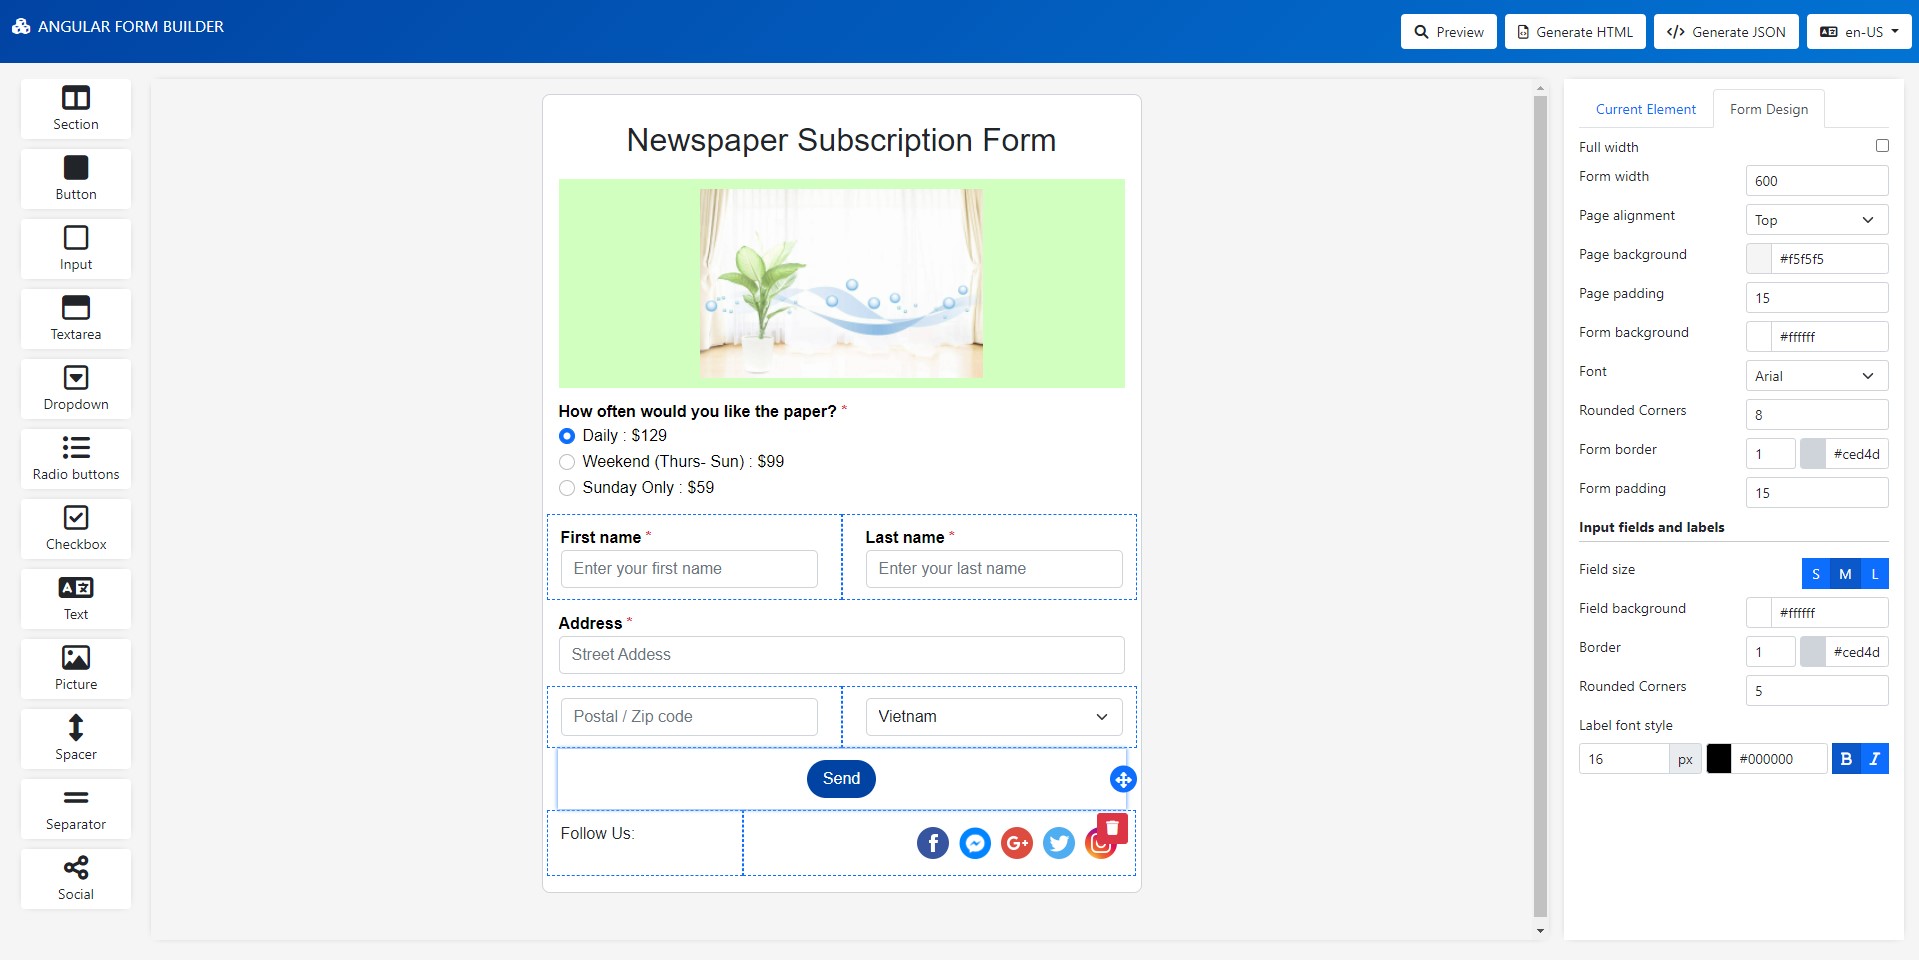 ANGULAR FORM BUILDER
Preview
Generate HTML
Generate JSON
en-US
Section
Button
Input
Textarea
Dropdown
Radio buttons
Checkbox
Text
Picture
Spacer
Separator
Social
Newspaper Subscription Form
How often would you like the paper? *
Daily : $129
Weekend (Thurs- Sun) : $99
Sunday Only : $59
First name * Last name *
Enter your first name Enter your last name
Address *
Street Addess
Postal / Zip code Vietnam
Send
Follow Us:
Current Element Form Design
Full width
Form width 600
Page alignment Top
Page background #f5f5f5
Page padding 15
Form background #ffffff
Font Arial
Rounded Corners 8
Form border 1 #ced4d
Form padding 15
Input fields and labels
Field size S M L
Field background #ffffff
Border 1 #ced4d
Rounded Corners 5
Label font style
16 px #000000 B I